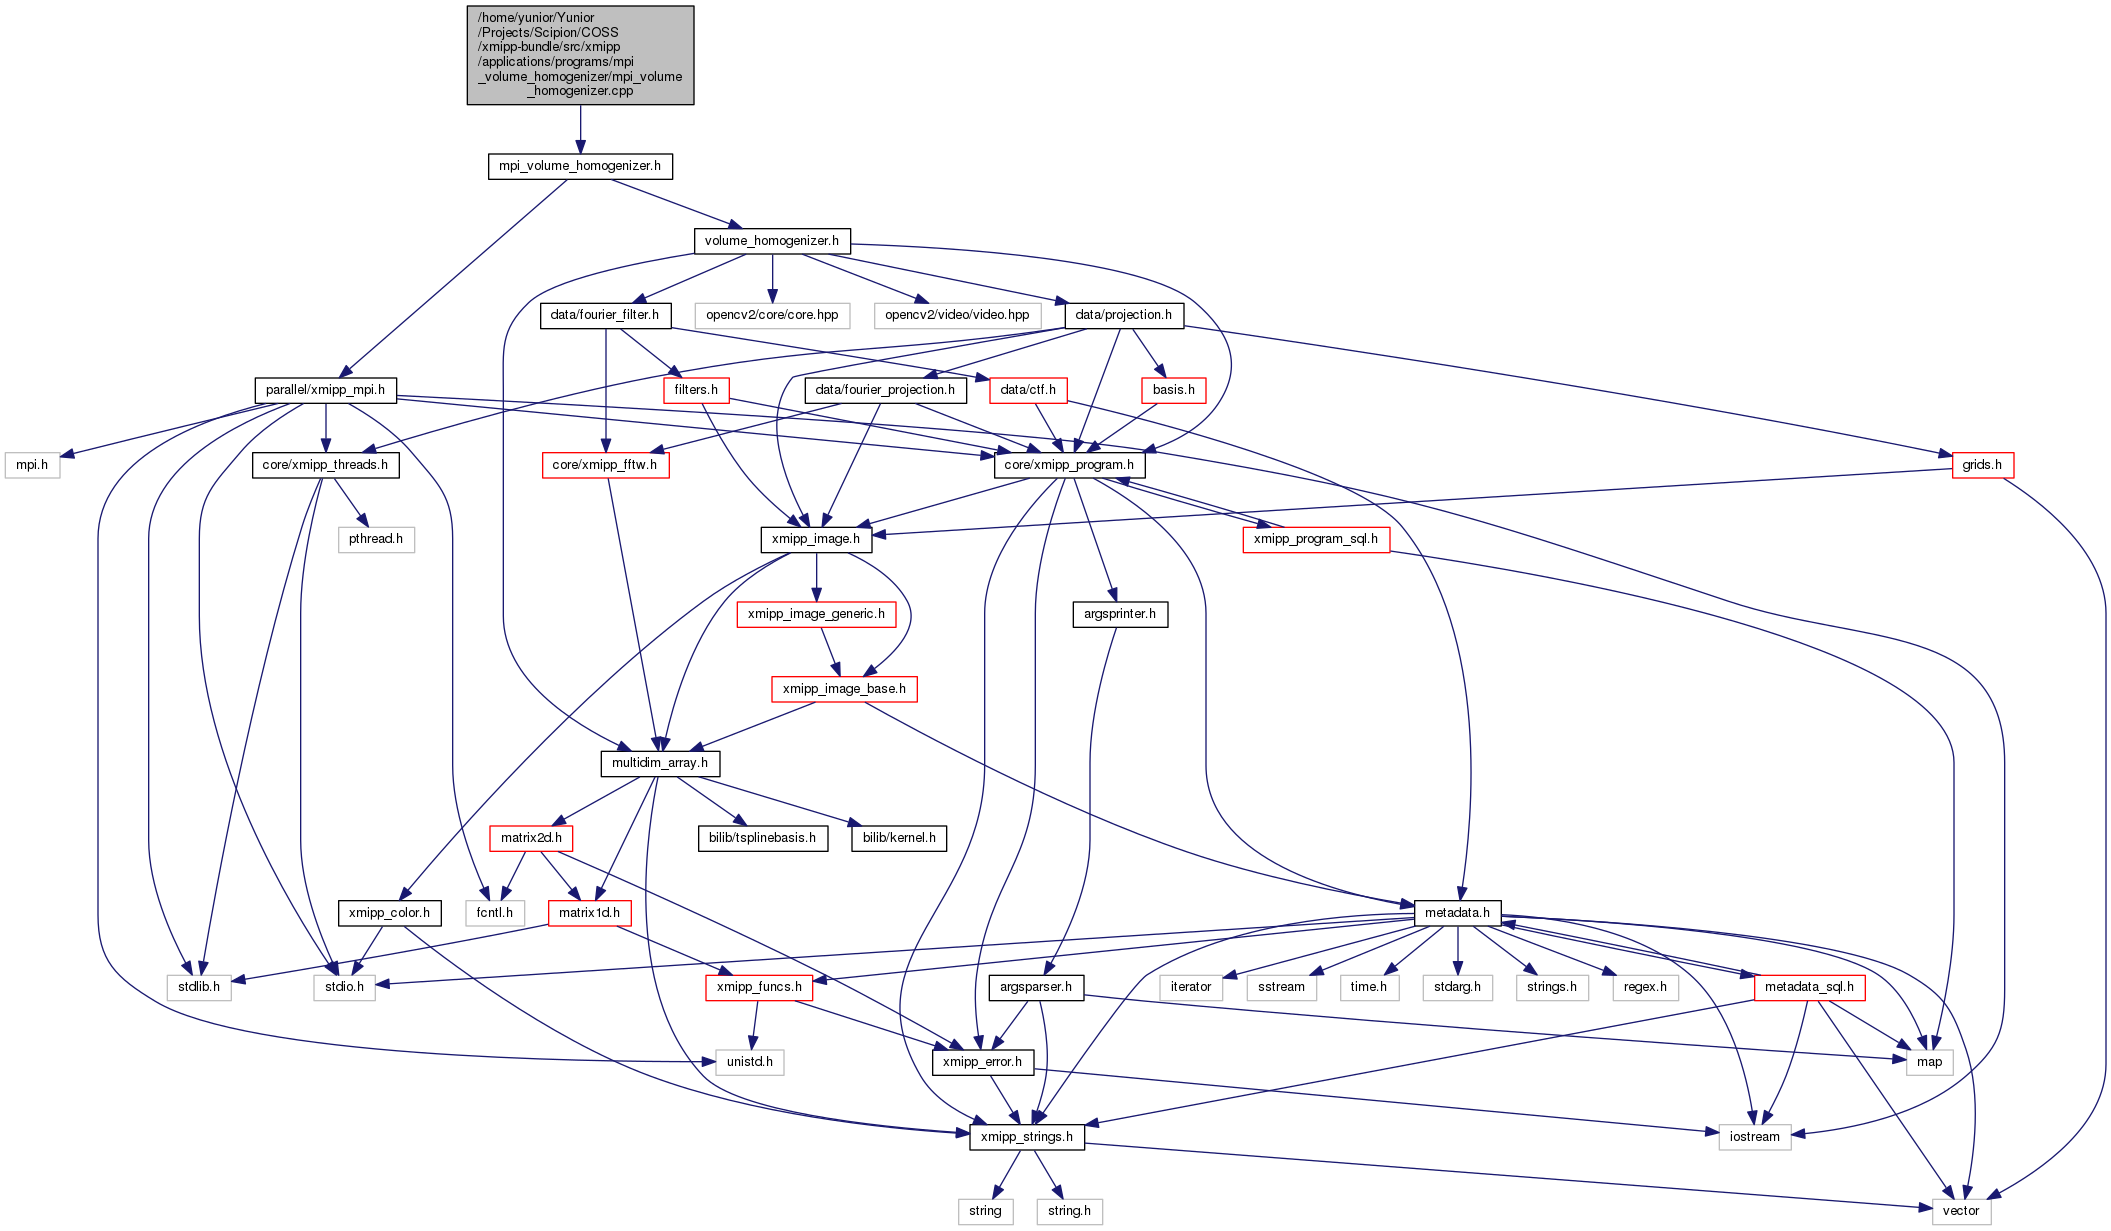 /home/yunior/Yunior
/Projects/Scipion/COSS
/xmipp-bundle/src/xmipp
/applications/programs/mpi
_volume_homogenizer/mpi_volume
_homogenizer.cpp
mpi_volume_homogenizer.h
volume_homogenizer.h
data/fourier_filter.h
opencv2/core/core.hpp
opencv2/video/video.hpp
data/projection.h
parallel/xmipp_mpi.h
filters.h
data/fourier_projection.h
data/ctf.h
basis.h
mpi.h
core/xmipp_threads.h
core/xmipp_fftw.h
core/xmipp_program.h
grids.h
pthread.h
xmipp_image.h
xmipp_program_sql.h
xmipp_image_generic.h
argsprinter.h
xmipp_image_base.h
multidim_array.h
matrix2d.h
bilib/tsplinebasis.h
bilib/kernel.h
xmipp_color.h
fcntl.h
matrix1d.h
metadata.h
stdlib.h
stdio.h
xmipp_funcs.h
argsparser.h
iterator
sstream
time.h
stdarg.h
strings.h
regex.h
metadata_sql.h
unistd.h
xmipp_error.h
map
xmipp_strings.h
iostream
string
string.h
vector